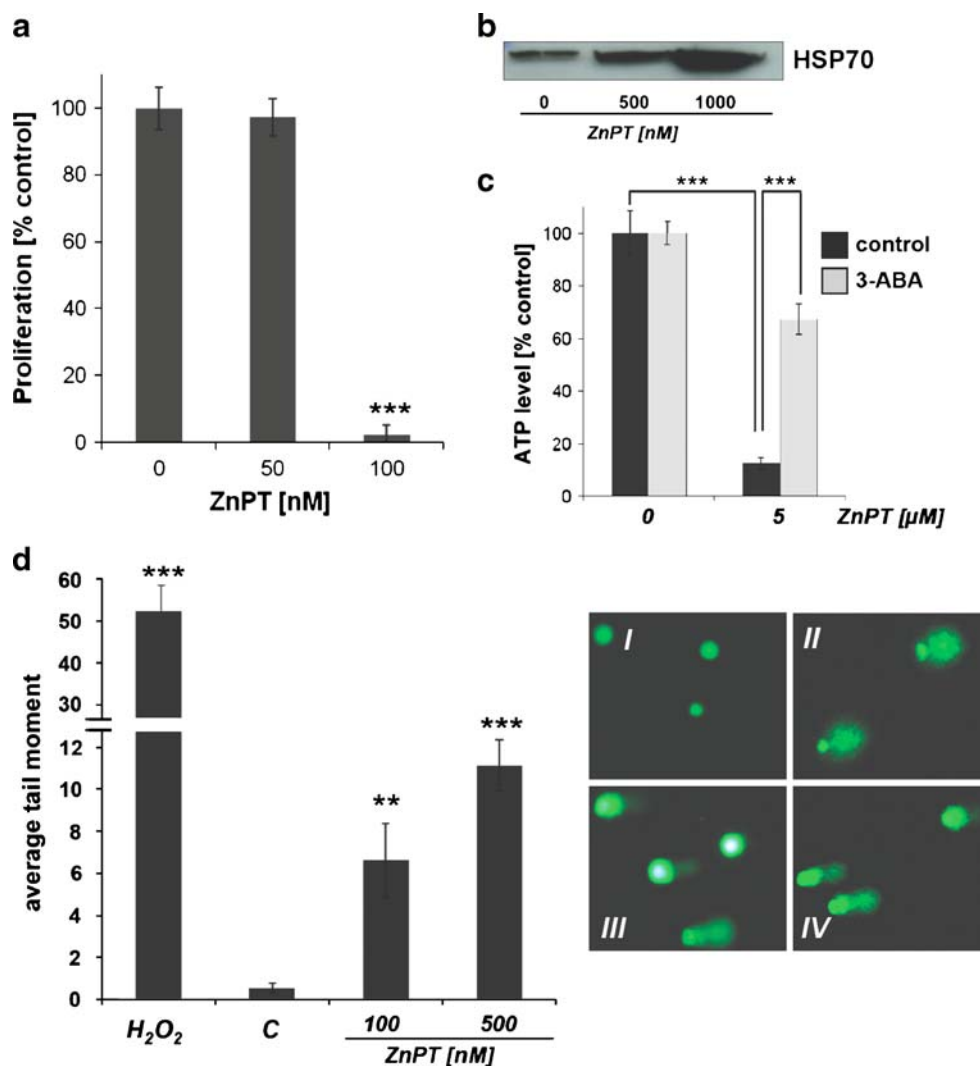 a
Proliferation [% control]
100
80
60
40
20
0
***
0 50 100
ZnPT [nM]
b
HSP70
0 500 1000
ZnPT [nM]
c
*** ***
ATP level [% control]
100
80
60
40
20
0
control
3-ABA
0 5 ZnPT [µM]
d
average tail moment
60
50
40
30
12
10
8
6
4
2
0
***
**
***
H₂O₂ C 100 500
ZnPT [nM]
I
II
III
IV